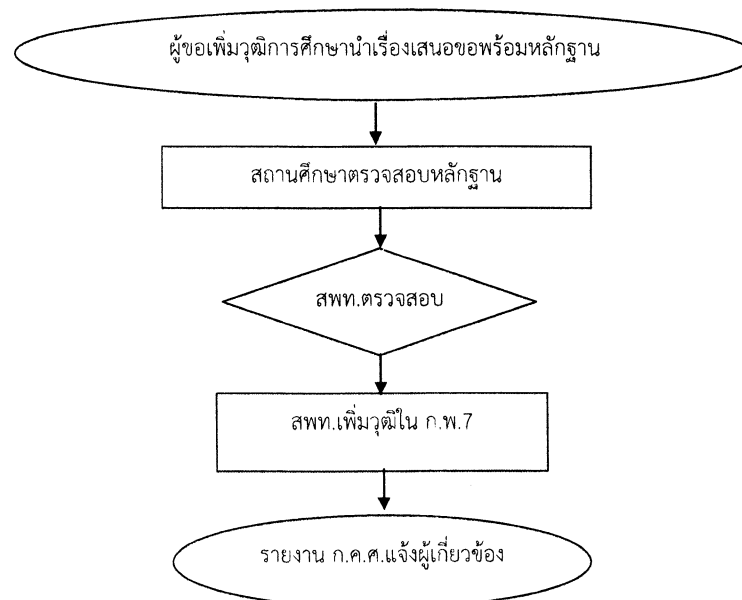 ผู้ขอเพิ่มวุฒิการศึกษานำเรื่องเสนอขอพร้อมหลักฐาน
สถานศึกษาตรวจสอบหลักฐาน
สพท.ตรวจสอบ
สพท.เพิ่มวุฒิใน ก.พ.7
รายงาน ก.ค.ศ.แจ้งผู้เกี่ยวข้อง